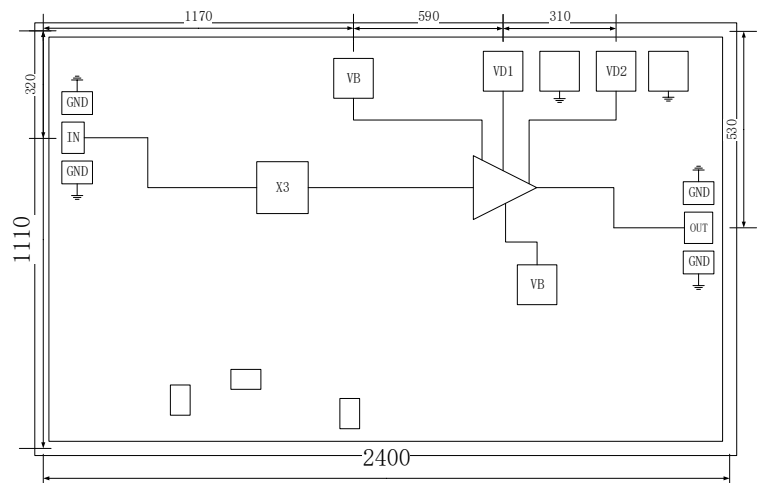 1170
590
310
320
VB
VD1
VD2
GND
IN
GND
530
X3
GND
OUT
GND
1110
VB
2400